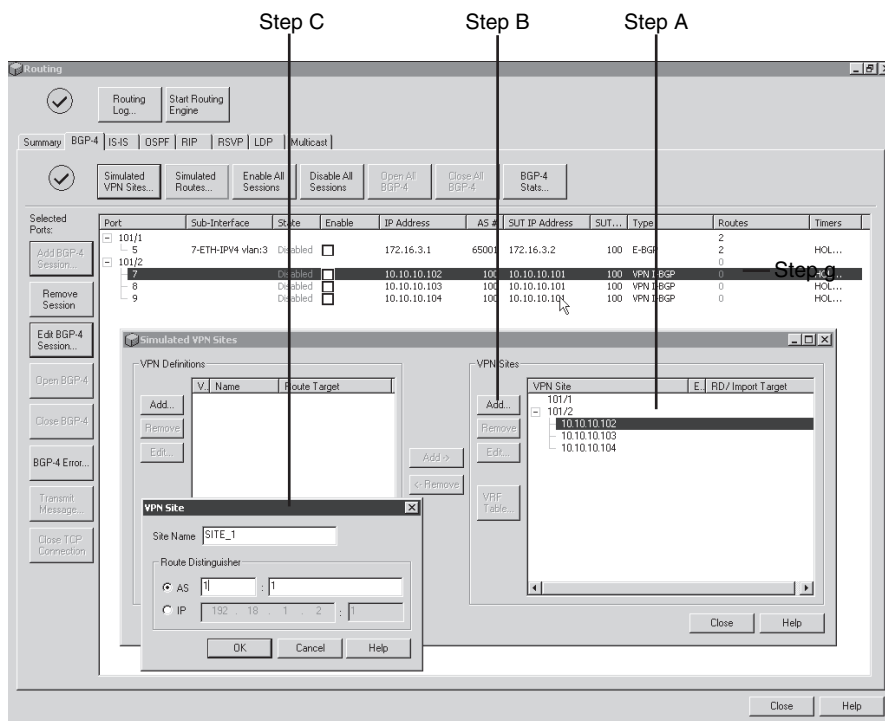 Step C Step B Step A
Routing
Routing Log... Start Routing Engine
Summary BGP-4 IS-IS OSPF RIP RSVP LDP Multicast
Simulated VPN Sites... Simulated Routes... Enable All Sessions Disable All Sessions Open All BGP-4 Close All BGP-4 BGP-4 Stats...
Selected Ports:
Add BGP-4 Session...
Remove Session
Edit BGP-4 Session...
Open BGP-4
Close BGP-4
BGP-4 Error...
Transmit Message...
Close TCP Connection
Port Sub-Interface State Enable IP Address AS # SUT IP Address SUT... Type Routes Timers
101/1 2
5 7-ETH-IPV4 vlan:3 Disabled 172.16.3.1 65001 172.16.3.2 100 E-BGP 2 HOL...
101/2 0
7 Disabled 10.10.10.102 100 10.10.10.101 100 VPN I-BGP 0 HOL...
Step g
8 Disabled 10.10.10.103 100 10.10.10.101 100 VPN I-BGP 0 HOL...
9 Disabled 10.10.10.104 100 10.10.10.101 100 VPN I-BGP 0 HOL...
Simulated VPN Sites
VPN Definitions
V. Name Route Target
Add...
Remove
Edit...
Add ->
<- Remove
VPN Sites
Add...
Remove
Edit...
VRF Table...
VPN Site E. RD/ Import Target
101/1
101/2
10.10.10.102
10.10.10.103
10.10.10.104
Close Help
VPN Site
Site Name SITE_1
Route Distinguisher
AS 1 : 1
IP 192 . 18 . 1 . 2 : 1
OK Cancel Help
Close Help